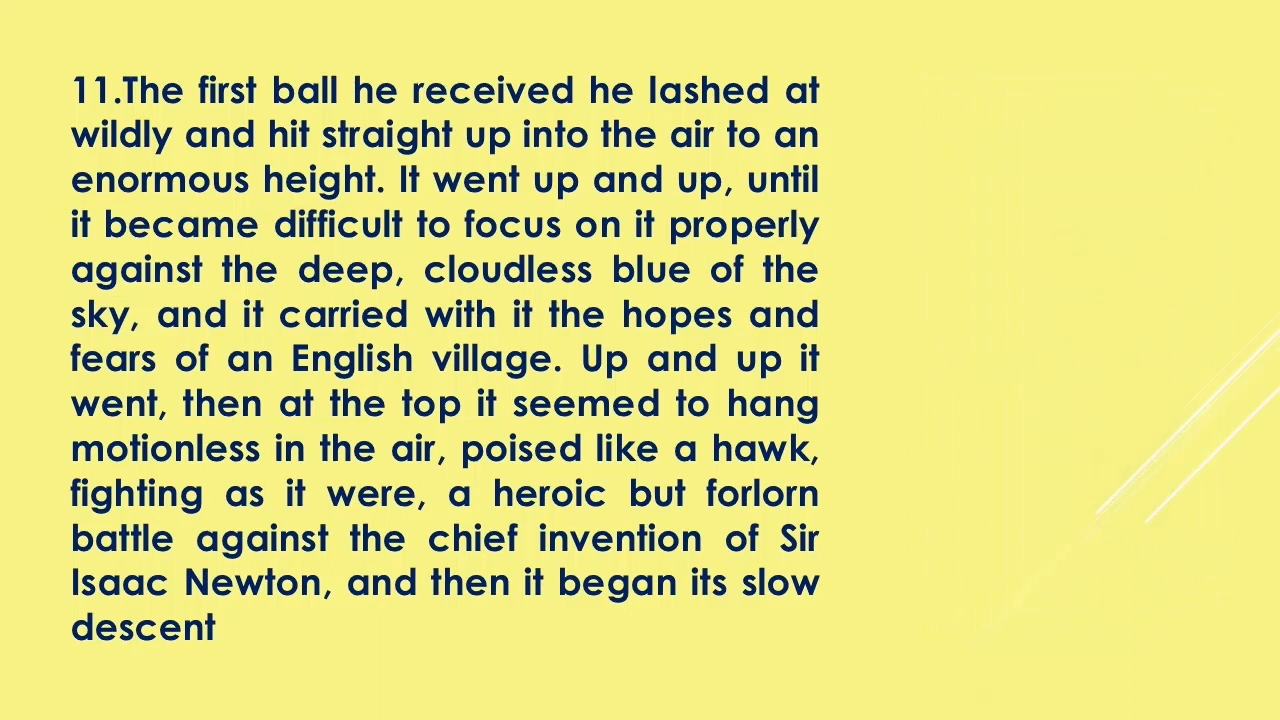 11.The first ball he received he lashed at
wildly and hit straight up into the air to an
enormous height. It went up and up, until
it became difficult to focus on it properly
against the deep, cloudless blue of the
sky, and it carried with it the hopes and
fears of an English village. Up and up it
went, then at the top it seemed to hang
motionless in the air, poised like a hawk,
fighting as it were, a heroic but forlorn
battle against the chief invention of Sir
Isaac Newton, and then it began its slow
descent